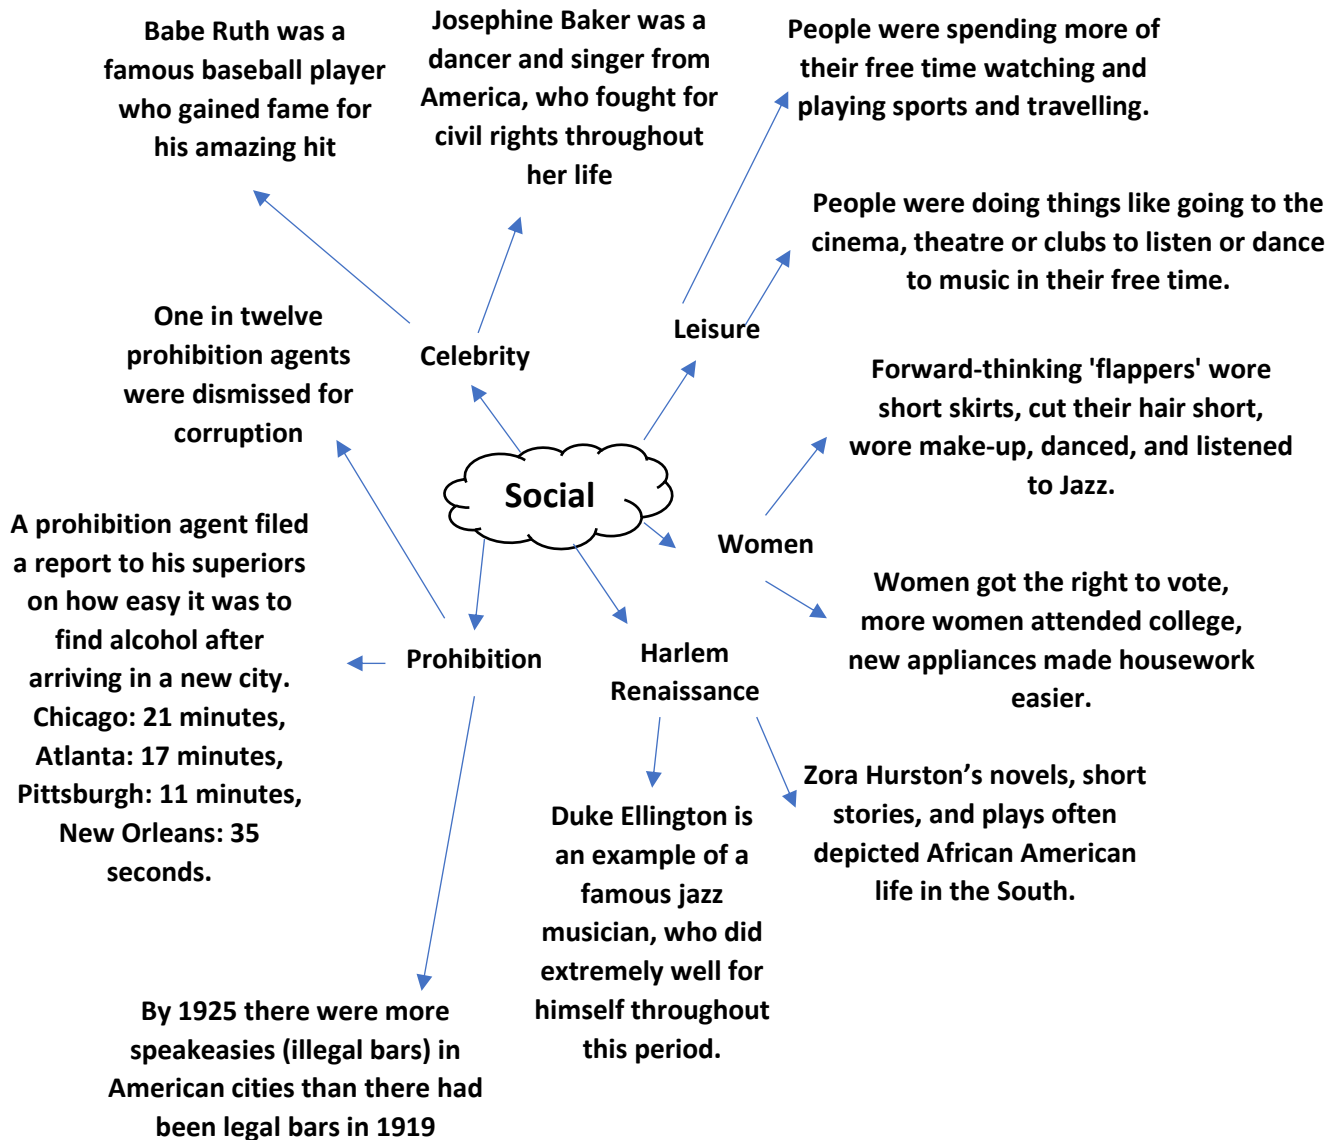 Babe Ruth was a
famous baseball player
who gained fame for
his amazing hit
Josephine Baker was a
dancer and singer from
America, who fought for
civil rights throughout
her life
People were spending more of
their free time watching and
playing sports and travelling.
People were doing things like going to the
cinema, theatre or clubs to listen or dance
to music in their free time.
One in twelve
prohibition agents
were dismissed for
corruption
Celebrity
Leisure
Forward-thinking 'flappers' wore
short skirts, cut their hair short,
wore make-up, danced, and listened
to Jazz.
Social
A prohibition agent filed
a report to his superiors
on how easy it was to
find alcohol after
arriving in a new city.
Chicago: 21 minutes,
Atlanta: 17 minutes,
Pittsburgh: 11 minutes,
New Orleans: 35
seconds.
Women
Women got the right to vote,
more women attended college,
new appliances made housework
easier.
Prohibition
Harlem
Renaissance
Zora Hurston’s novels, short
stories, and plays often
depicted African American
life in the South.
Duke Ellington is
an example of a
famous jazz
musician, who did
extremely well for
himself throughout
this period.
By 1925 there were more
speakeasies (illegal bars) in
American cities than there had
been legal bars in 1919